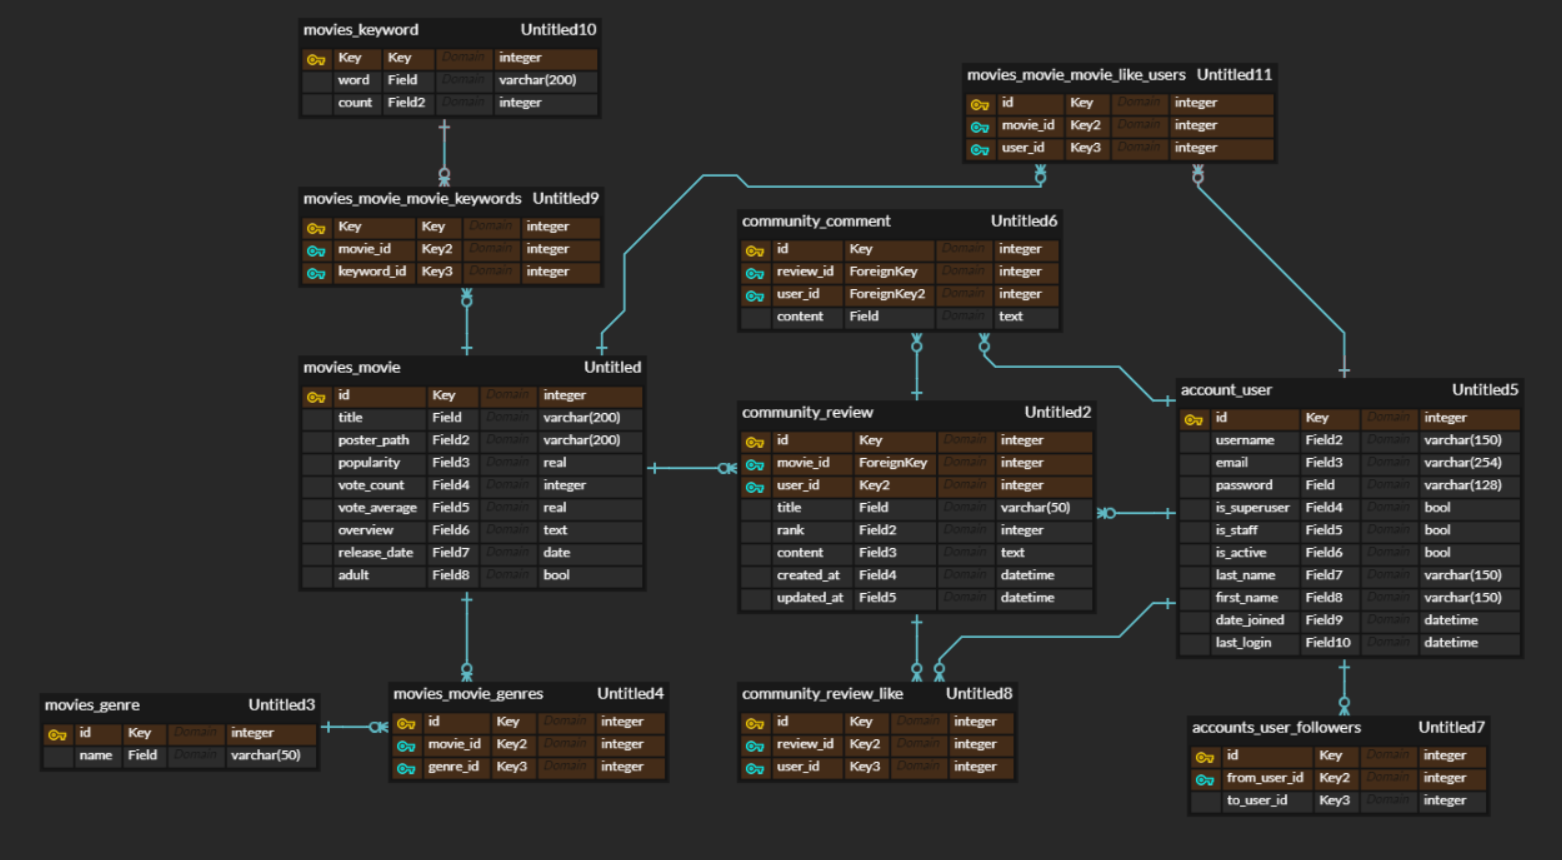 movies_keyword Untitled10
Key Key Domain integer
word Field Domain varchar(200)
count Field2 Domain integer
movies_movie_movie_like_users Untitled11
id Key Domain integer
movie_id Key2 Domain integer
user_id Key3 Domain integer
movies_movie_movie_keywords Untitled9
Key Key Domain integer
movie_id Key2 Domain integer
keyword_id Key3 Domain integer
community_comment Untitled6
id Key Domain integer
review_id ForeignKey Domain integer
user_id ForeignKey2 Domain integer
content Field Domain text
movies_movie Untitled
id Key Domain integer
title Field Domain varchar(200)
poster_path Field2 Domain varchar(200)
popularity Field3 Domain real
vote_count Field4 Domain integer
vote_average Field5 Domain real
overview Field6 Domain text
release_date Field7 Domain date
adult Field8 Domain bool
community_review Untitled2
id Key Domain integer
movie_id ForeignKey Domain integer
user_id Key2 Domain integer
title Field Domain varchar(50)
rank Field2 Domain integer
content Field3 Domain text
created_at Field4 Domain datetime
updated_at Field5 Domain datetime
account_user Untitled5
id Key Domain integer
username Field2 Domain varchar(150)
email Field3 Domain varchar(254)
password Field Domain varchar(128)
is_superuser Field4 Domain bool
is_staff Field5 Domain bool
is_active Field6 Domain bool
last_name Field7 Domain varchar(150)
first_name Field8 Domain varchar(150)
date_joined Field9 Domain datetime
last_login Field10 Domain datetime
movies_genre Untitled3
id Key Domain integer
name Field Domain varchar(50)
movies_movie_genres Untitled4
id Key Domain integer
movie_id Key2 Domain integer
genre_id Key3 Domain integer
community_review_like Untitled8
id Key Domain integer
review_id Key2 Domain integer
user_id Key3 Domain integer
accounts_user_followers Untitled7
id Key Domain integer
from_user_id Key2 Domain integer
to_user_id Key3 Domain integer